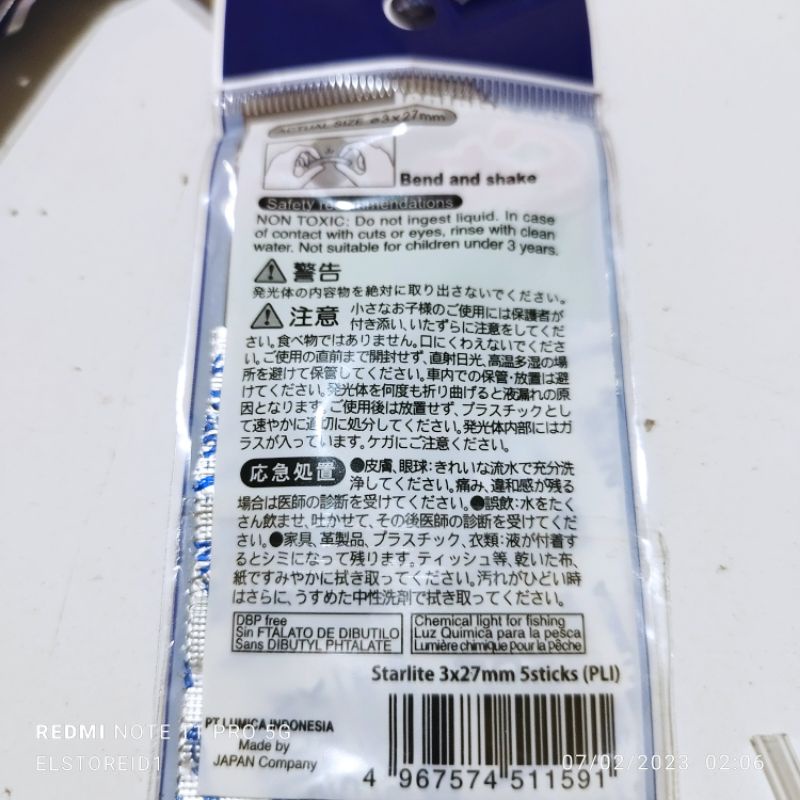 ACTUAL SIZE ø3x27mm
Bend and shake
Safety recommendations
NON TOXIC: Do not ingest liquid. In case
of contact with cuts or eyes, rinse with clean
water. Not suitable for children under 3 years.
警告
発光体の内容物を絶対に取り出さないでください。
注意 小さなお子様のご使用には保護者が
付き添い、いたずらに注意をしてくだ
さい。食べ物ではありません。口にくわえないでくださ
い。ご使用の直前まで開封せず、直射日光、高温多湿の場
所を避けて保管してください。車内での保管・放置は避
けてください。発光体を何度も折り曲げると液漏れの原
因となります。ご使用後は放置せず、プラスチックとし
て速やかに適切に処分してください。発光体内部にはガ
ラスが入っています。ケガにご注意ください。
応急処置 ●皮膚、眼球：きれいな流水で充分洗
浄してください。痛み、違和感が残る
場合は医師の診断を受けてください。●誤飲：水をたく
さん飲ませ、吐かせて、その後医師の診断を受けてくだ
さい。●家具、革製品、プラスチック、衣類：液が付着す
るとシミになって残ります。ティッシュ等、乾いた布、
紙ですみやかに拭き取ってください。汚れがひどい時
はさらに、うすめた中性洗剤で拭き取ってください。
DBP free
Sin FTALATO DE DIBUTILO
Sans DIBUTYL PHTALATE
Chemical light for fishing
Luz Quimica para la pesca
Lumière chimique pour la pêche
Starlite 3x27mm 5sticks (PLI)
PT LUMICA INDONESIA
Made by
JAPAN Company
4 967574 511591
REDMI NOTE 11 PRO 5G
ELSTOREID1
07/02/2023 02:06